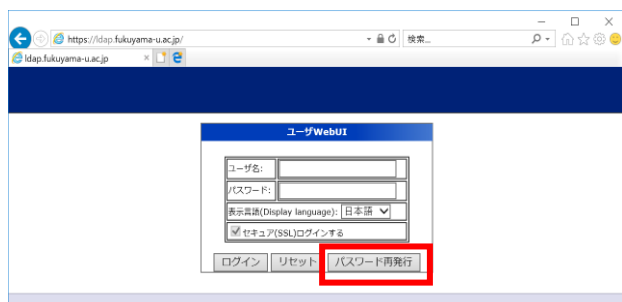 https://ldap.fukuyama-u.ac.jp/
検索...
ldap.fukuyama-u.ac.jp
ユーザWebUI
ユーザ名:
パスワード:
表示言語(Display language): 日本語
セキュア(SSL)ログインする
ログイン リセット パスワード再発行